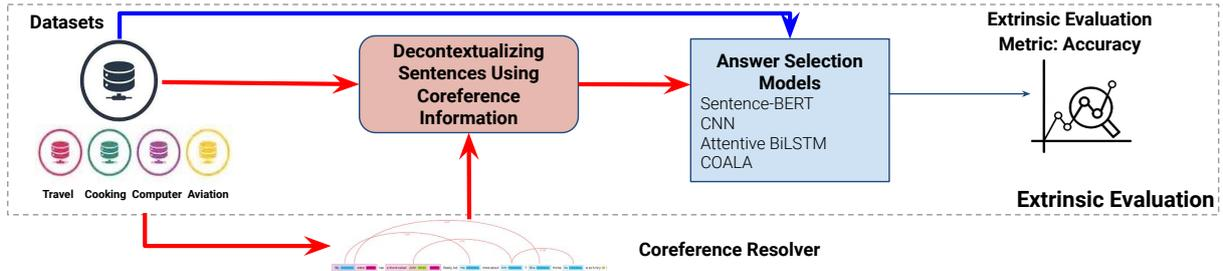 Datasets
Travel
Cooking
Computer
Aviation
Decontextualizing
Sentences Using
Coreference
Information
Answer Selection
Models
Sentence-BERT
CNN
Attentive BiLSTM
COALA
Extrinsic Evaluation
Metric: Accuracy
Extrinsic Evaluation
Coreference Resolver